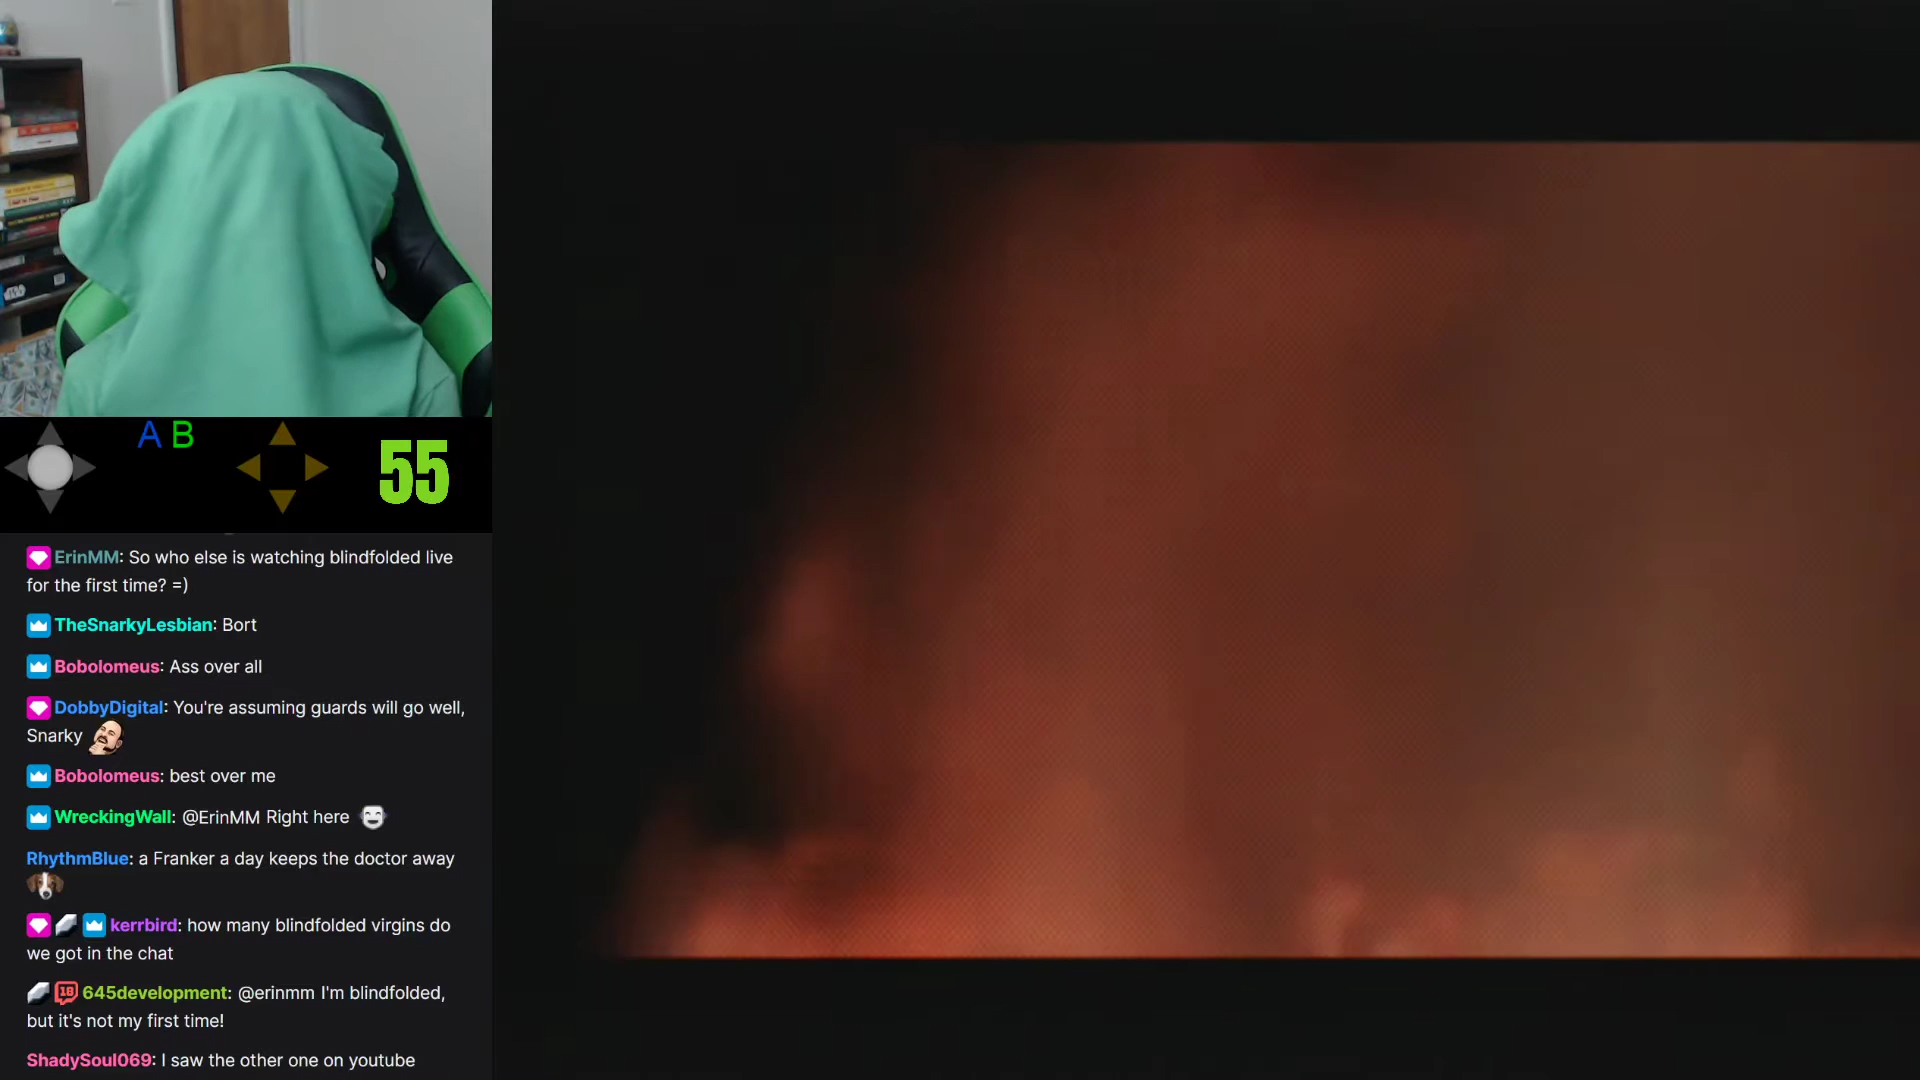 A B
55
ErinMM: So who else is watching blindfolded live
for the first time? =)
TheSnarkyLesbian: Bort
Bobolomeus: Ass over all
DobbyDigital: You're assuming guards will go well,
Snarky
Bobolomeus: best over me
WreckingWall: @ErinMM Right here
RhythmBlue: a Franker a day keeps the doctor away
kerrbird: how many blindfolded virgins do
we got in the chat
645development: @erinmm I'm blindfolded,
but it's not my first time!
ShadySoul069: I saw the other one on youtube